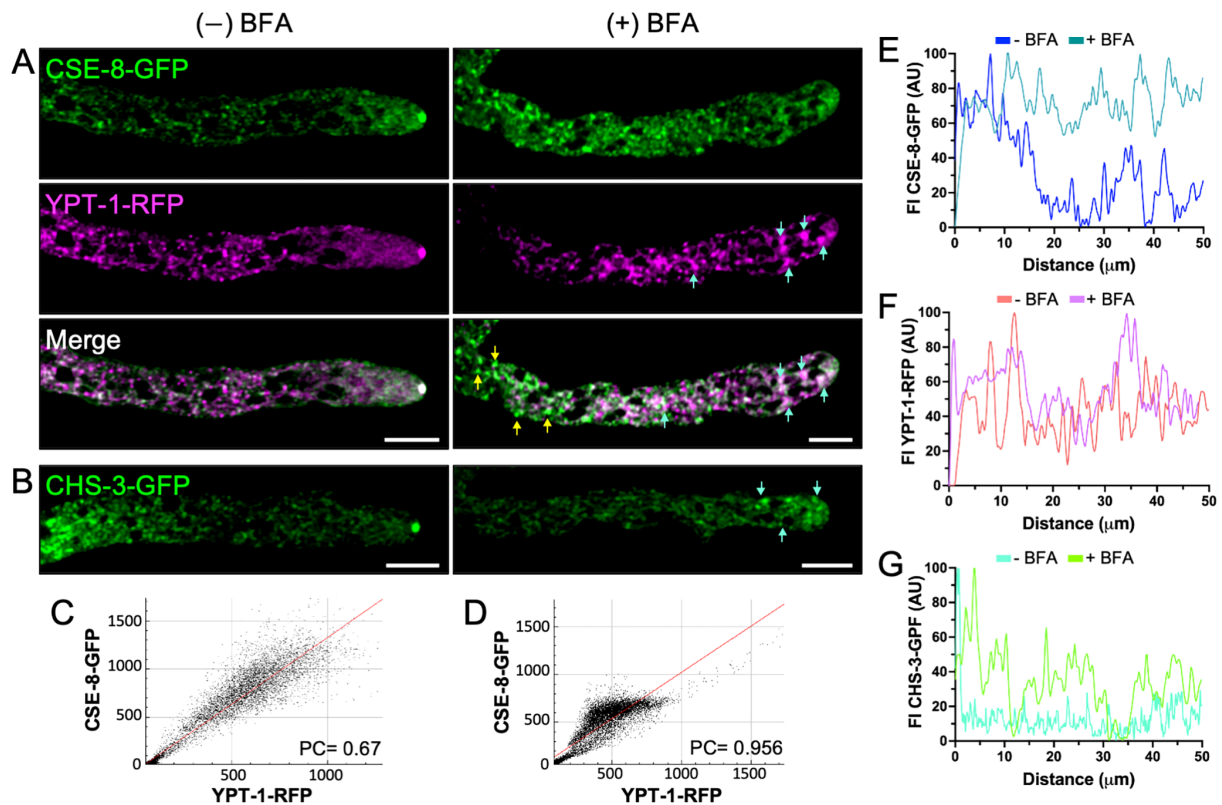 (−) BFA
(+) BFA
A
CSE-8-GFP
YPT-1-RFP
Merge
B
CHS-3-GFP
C
CSE-8-GFP
1500
1000
500
0
500
1000
PC= 0.67
YPT-1-RFP
D
CSE-8-GFP
1500
1000
500
0
500
1000
1500
PC= 0.956
YPT-1-RFP
E
- BFA
+ BFA
FI CSE-8-GFP (AU)
100
80
60
40
20
0
0
10
20
30
40
50
Distance (μm)
F
- BFA
+ BFA
FI YPT-1-RFP (AU)
100
80
60
40
20
0
0
10
20
30
40
50
Distance (μm)
G
- BFA
+ BFA
FI CHS-3-GPF (AU)
100
80
60
40
20
0
0
10
20
30
40
50
Distance (μm)